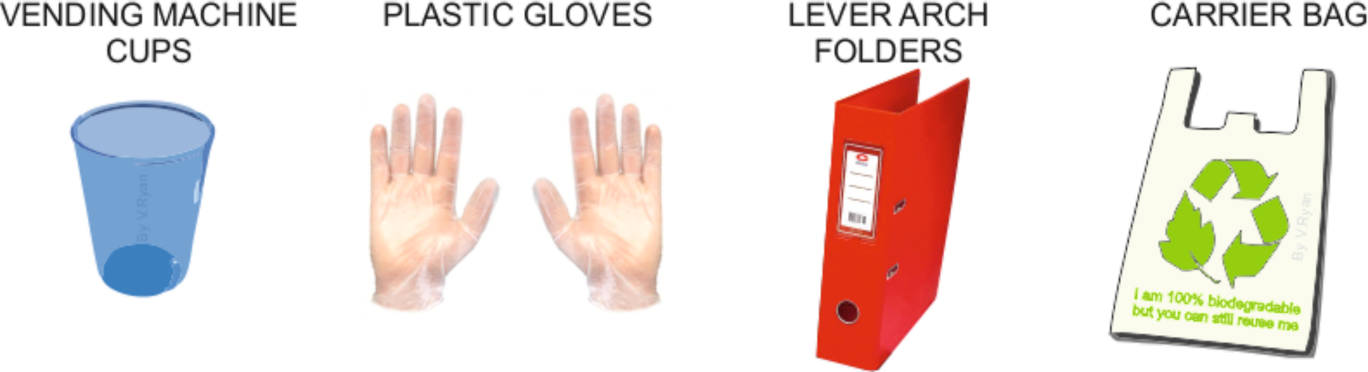 VENDING MACHINE
CUPS
PLASTIC GLOVES
LEVER ARCH
FOLDERS
CARRIER BAG
By V.Ryan
By V.Ryan
I am 100% biodegradable
but you can still reuse me